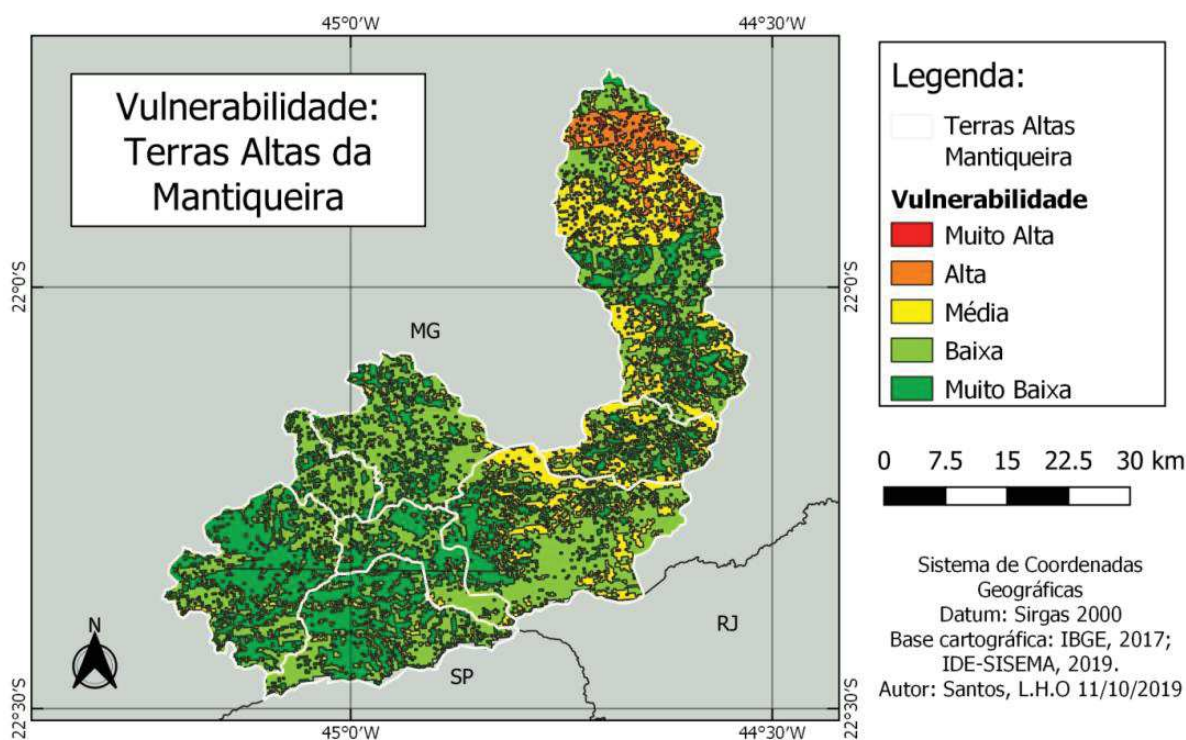 45°0'W
44°30'W
Vulnerabilidade:
Terras Altas da
Mantiqueira
22°0'S
22°0'S
MG
RJ
SP
N
22°30'S
22°30'S
45°0'W
44°30'W
Legenda:
Terras Altas
Mantiqueira
Vulnerabilidade
Muito Alta
Alta
Média
Baixa
Muito Baixa
0 7.5 15 22.5 30 km
Sistema de Coordenadas
Geográficas
Datum: Sirgas 2000
Base cartográfica: IBGE, 2017;
IDE-SISEMA, 2019.
Autor: Santos, L.H.O 11/10/2019